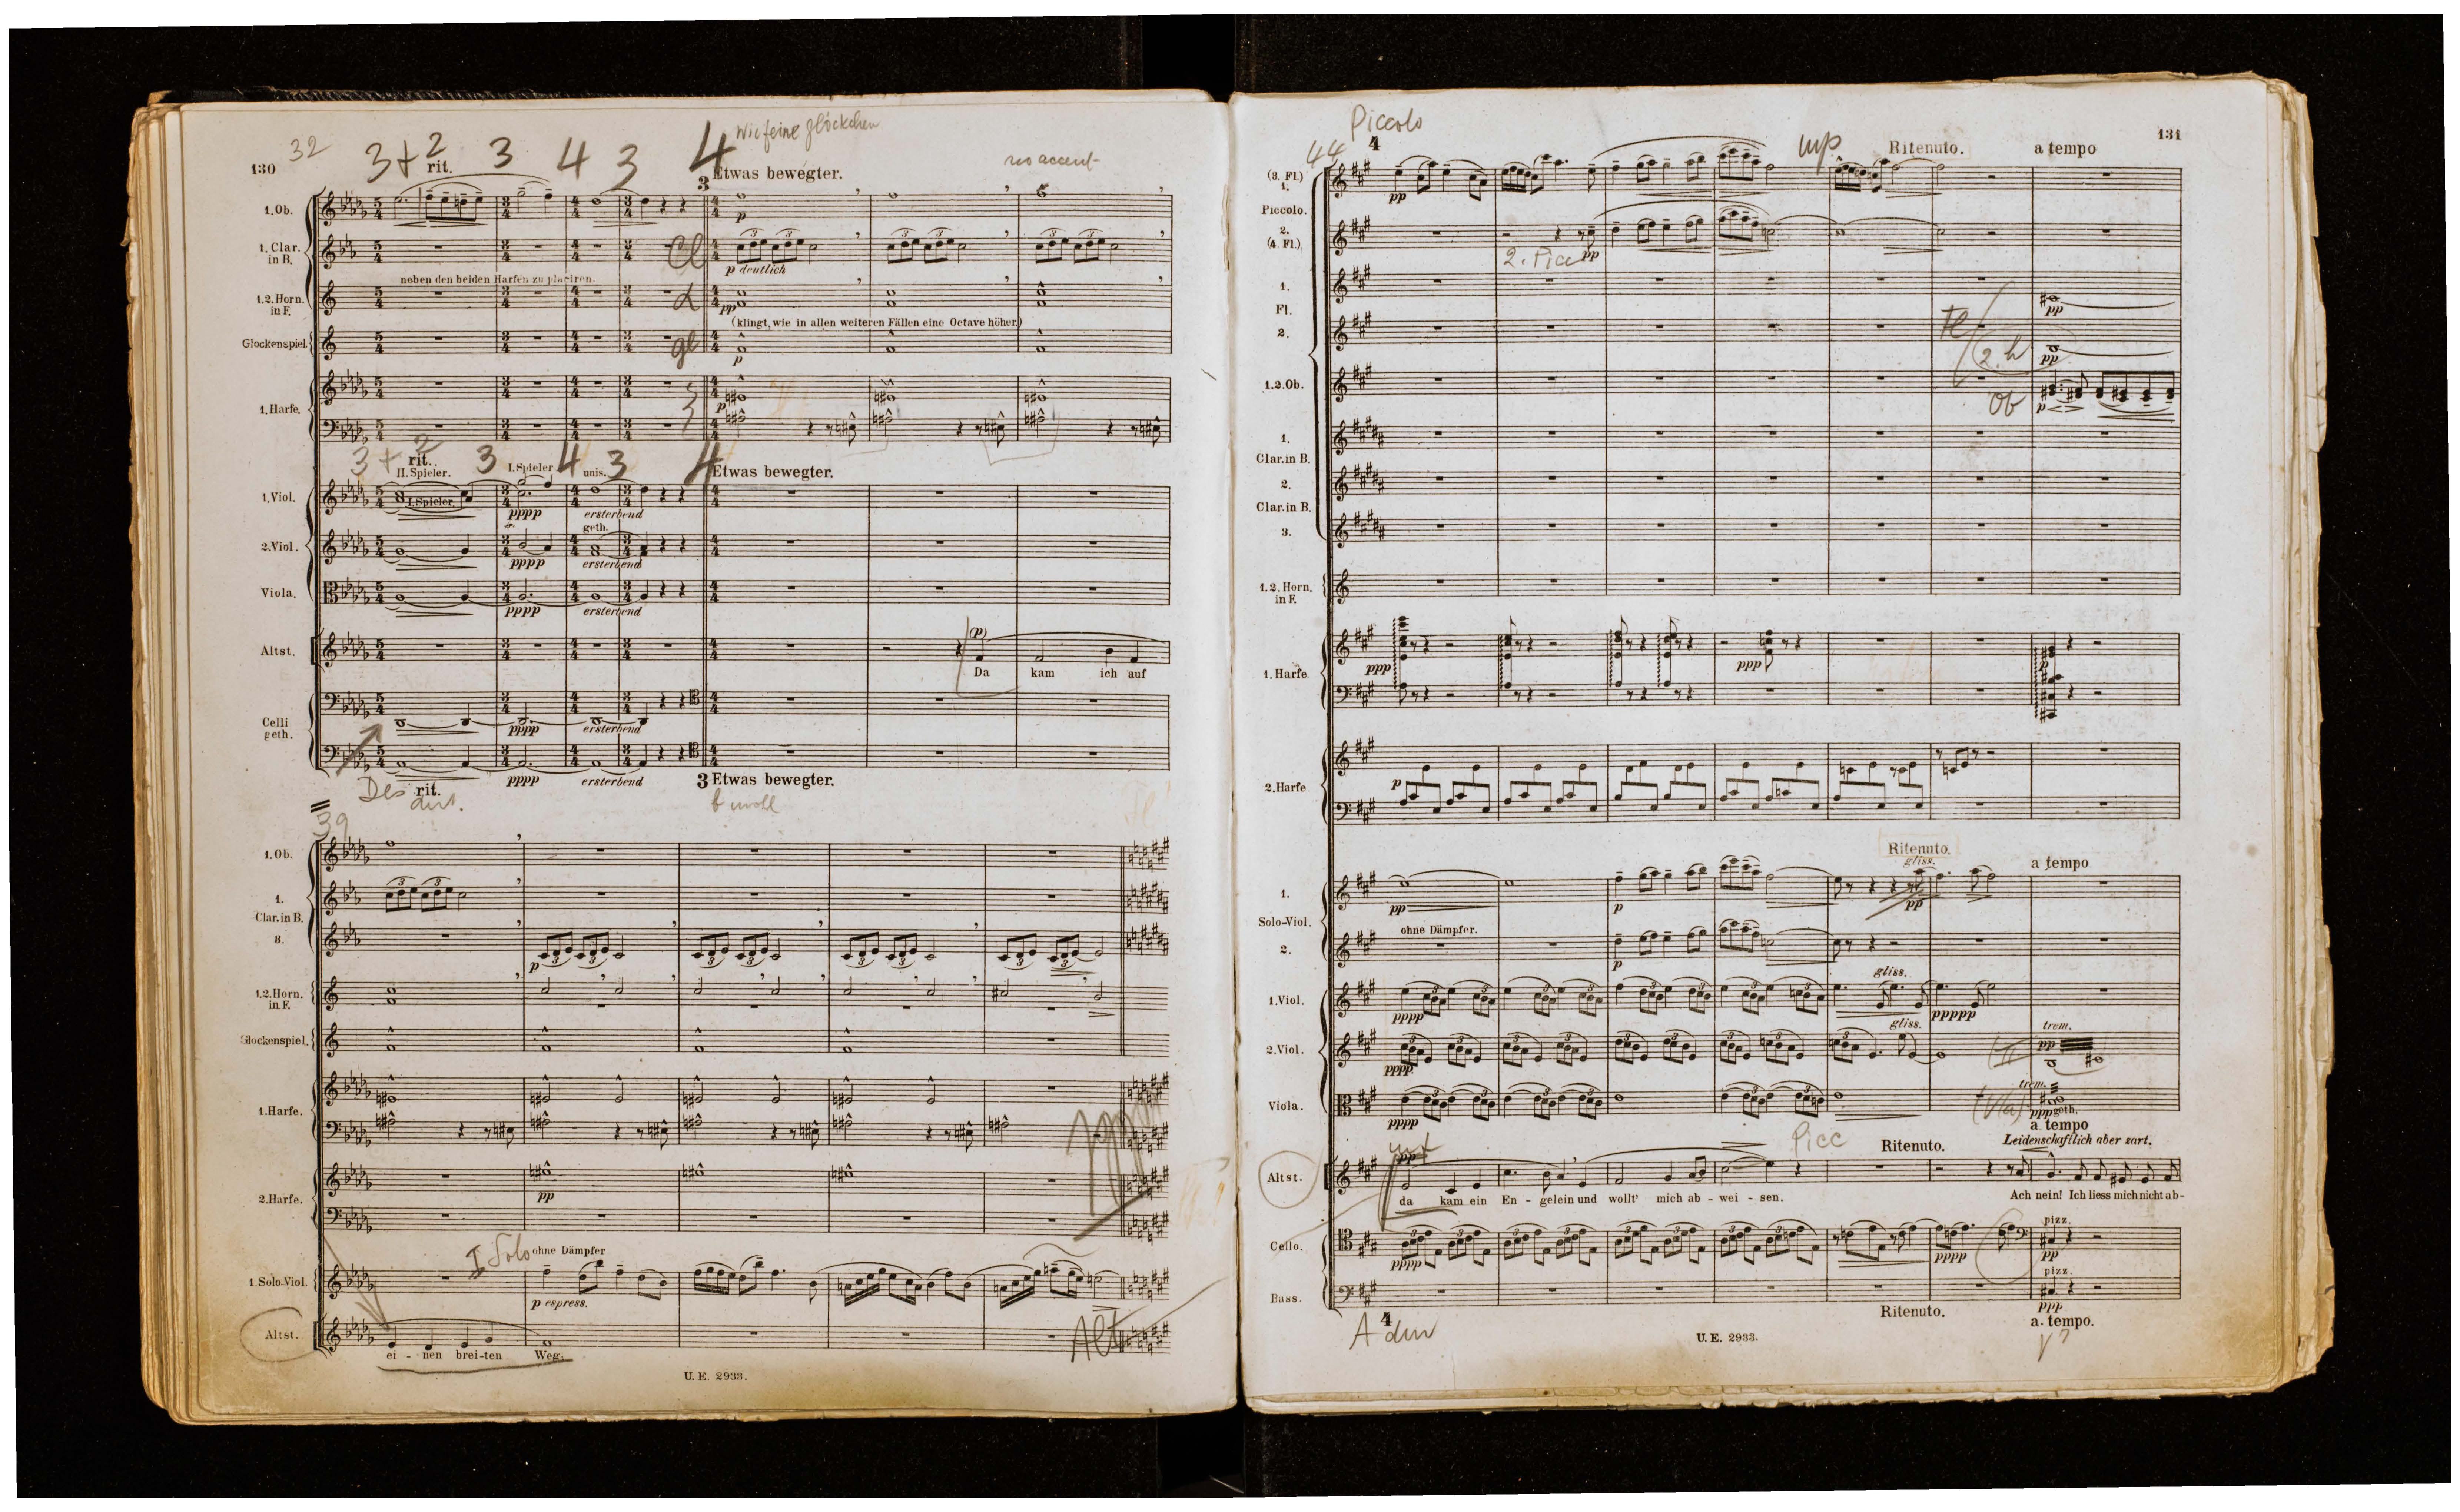 130
32
3+2 3 4 3 4
Wie feine Glöckchen
no accent
rit.
3 Etwas bewegter.
1. Ob.
p
1. Clar. in B.
Cl
p deutlich
neben den beiden Harfen zu placiren.
1.2. Horn. in F.
pp
(klingt, wie in allen weiteren Fällen eine Octave höher.)
Glockenspiel.
gl
p
1. Harfe.
p
3+2 3 4 3 4
rit. Etwas bewegter.
II. Spieler. I. Spieler. unis.
1. Viol.
I. Spieler.
pppp ersterbend
geth.
2. Viol.
pppp ersterbend
Viola.
pppp ersterbend
(p)
Altst.
Da kam ich auf
Celli geth.
pppp ersterbend
pppp ersterbend
rit. 3 Etwas bewegter.
Des dur. b moll
39
1. Ob.
1.
Clar. in B.
3.
p
1.2. Horn. in F.
Glockenspiel.
1. Harfe.
2. Harfe.
pp
I Solo ohne Dämpfer
1. Solo-Viol.
p espress.
Altst.
Alt
ei - nen brei-ten Weg.
U. E. 2933.
131
Piccolo
44
4
Ritenuto. a tempo
(3. Fl.)
1.
pp
Piccolo.
2.
(4. Fl.)
2. Picc pp
1.
pp
Fl.
2.
2. h
pp
1.2. Ob.
Ob
p
1.
Clar. in B.
2.
Clar. in B.
3.
1.2. Horn. in F.
1. Harfe
ppp ppp p
2. Harfe
p
Ritenuto. a tempo
gliss.
1.
pp p pp
Solo-Viol.
ohne Dämpfer.
2.
p
gliss.
1. Viol.
pppp ppppp
gliss. trem.
2. Viol.
pppp pp
trem.
Viola.
pppp (Vla) ppp geth.
a tempo
Picc Ritenuto. Leidenschaftlich aber zart.
Altst.
da kam ein En - gelein und wollt' mich ab - wei - sen. Ach nein! Ich liess mich nicht ab-
pizz.
Cello.
pppp pppp pp
pizz.
Bass.
ppp
4 Ritenuto. a tempo.
A dur
U. E. 2933.